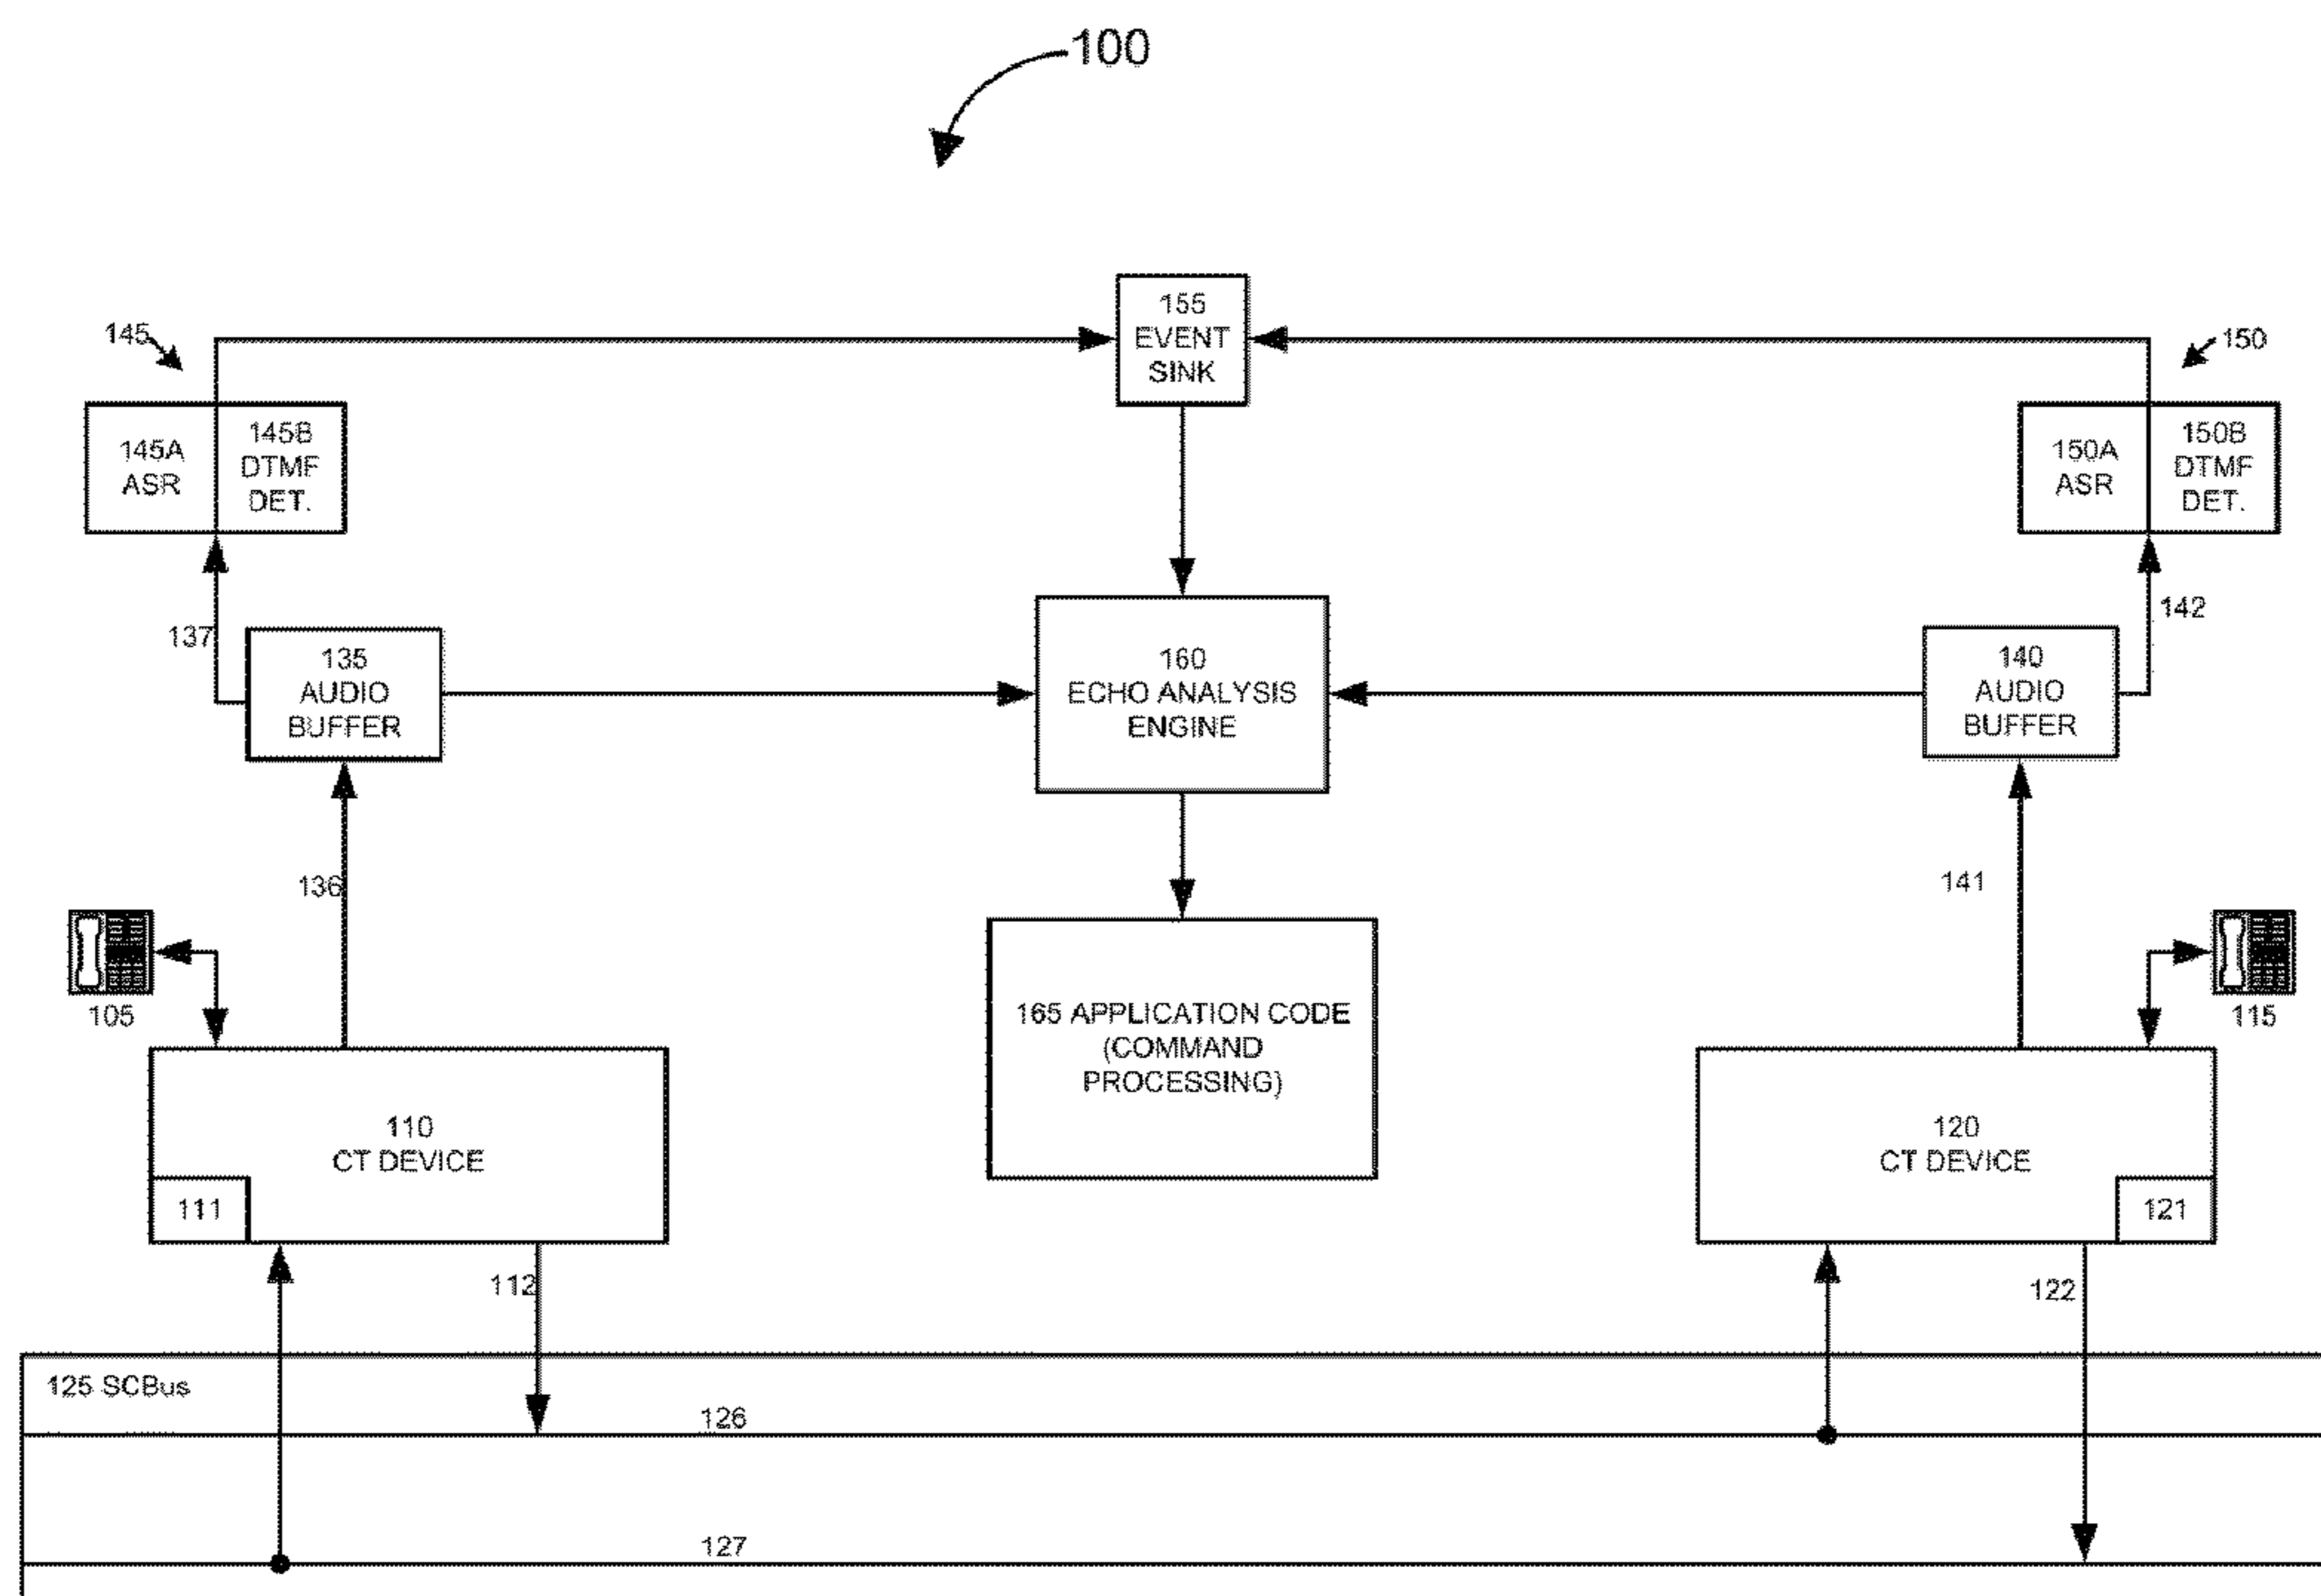 100
155
EVENT
SINK
145
150
145A
ASR
145B
DTMF
DET.
150A
ASR
150B
DTMF
DET.
137
142
135
AUDIO
BUFFER
160
ECHO ANALYSIS
ENGINE
140
AUDIO
BUFFER
136
141
105
115
165 APPLICATION CODE
(COMMAND
PROCESSING)
110
CT DEVICE
111
120
CT DEVICE
121
112
122
125 SCBus
126
127